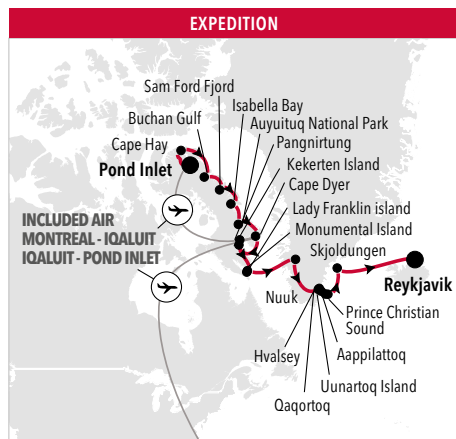 EXPEDITION
Sam Ford Fjord
Isabella Bay
Buchan Gulf
Auyuituq National Park
Pangnirtung
Cape Hay
Kekerten Island
Pond Inlet
Cape Dyer
Lady Franklin island
INCLUDED AIR
MONTREAL - IQALUIT
IQALUIT - POND INLET
Monumental Island
Skjoldungen
Reykjavik
Nuuk
Prince Christian
Sound
Hvalsey
Aappilattoq
Uunartoq Island
Qaqortoq